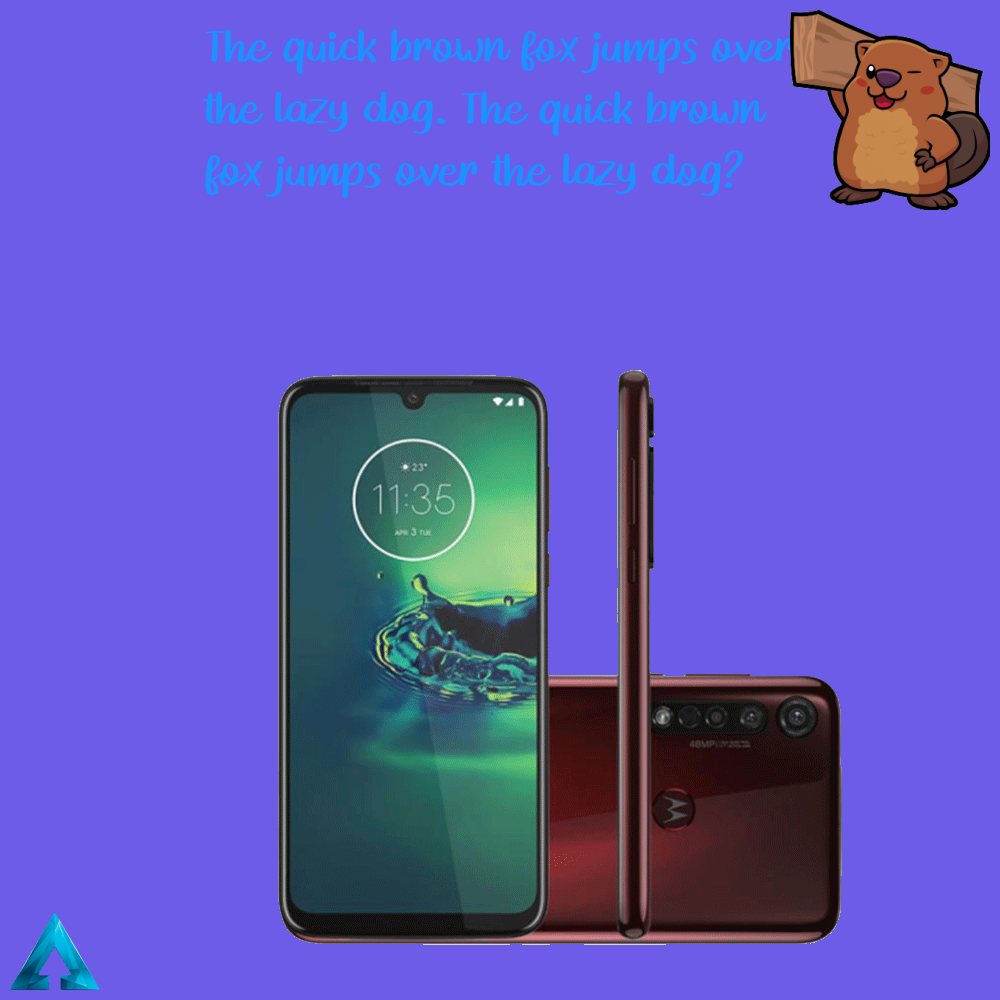 The quick brown fox jumps over
the lazy dog. The quick brown
fox jumps over the lazy dog?
23°
11:35
APR 3 TUE
48MP